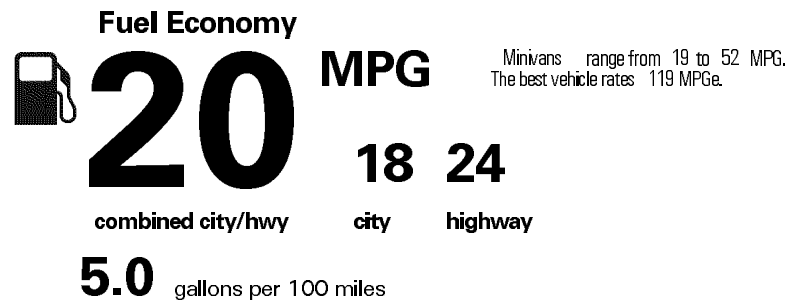 Fuel Economy
20 MPG
Minivans range from 19 to 52 MPG.
The best vehicle rates 119 MPGe.
18 24
combined city/hwy city highway
5.0 gallons per 100 miles